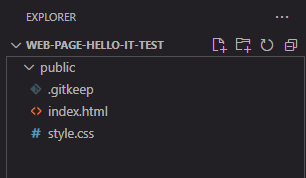 EXPLORER
WEB-PAGE-HELLO-IT-TEST
public
.gitkeep
index.html
style.css